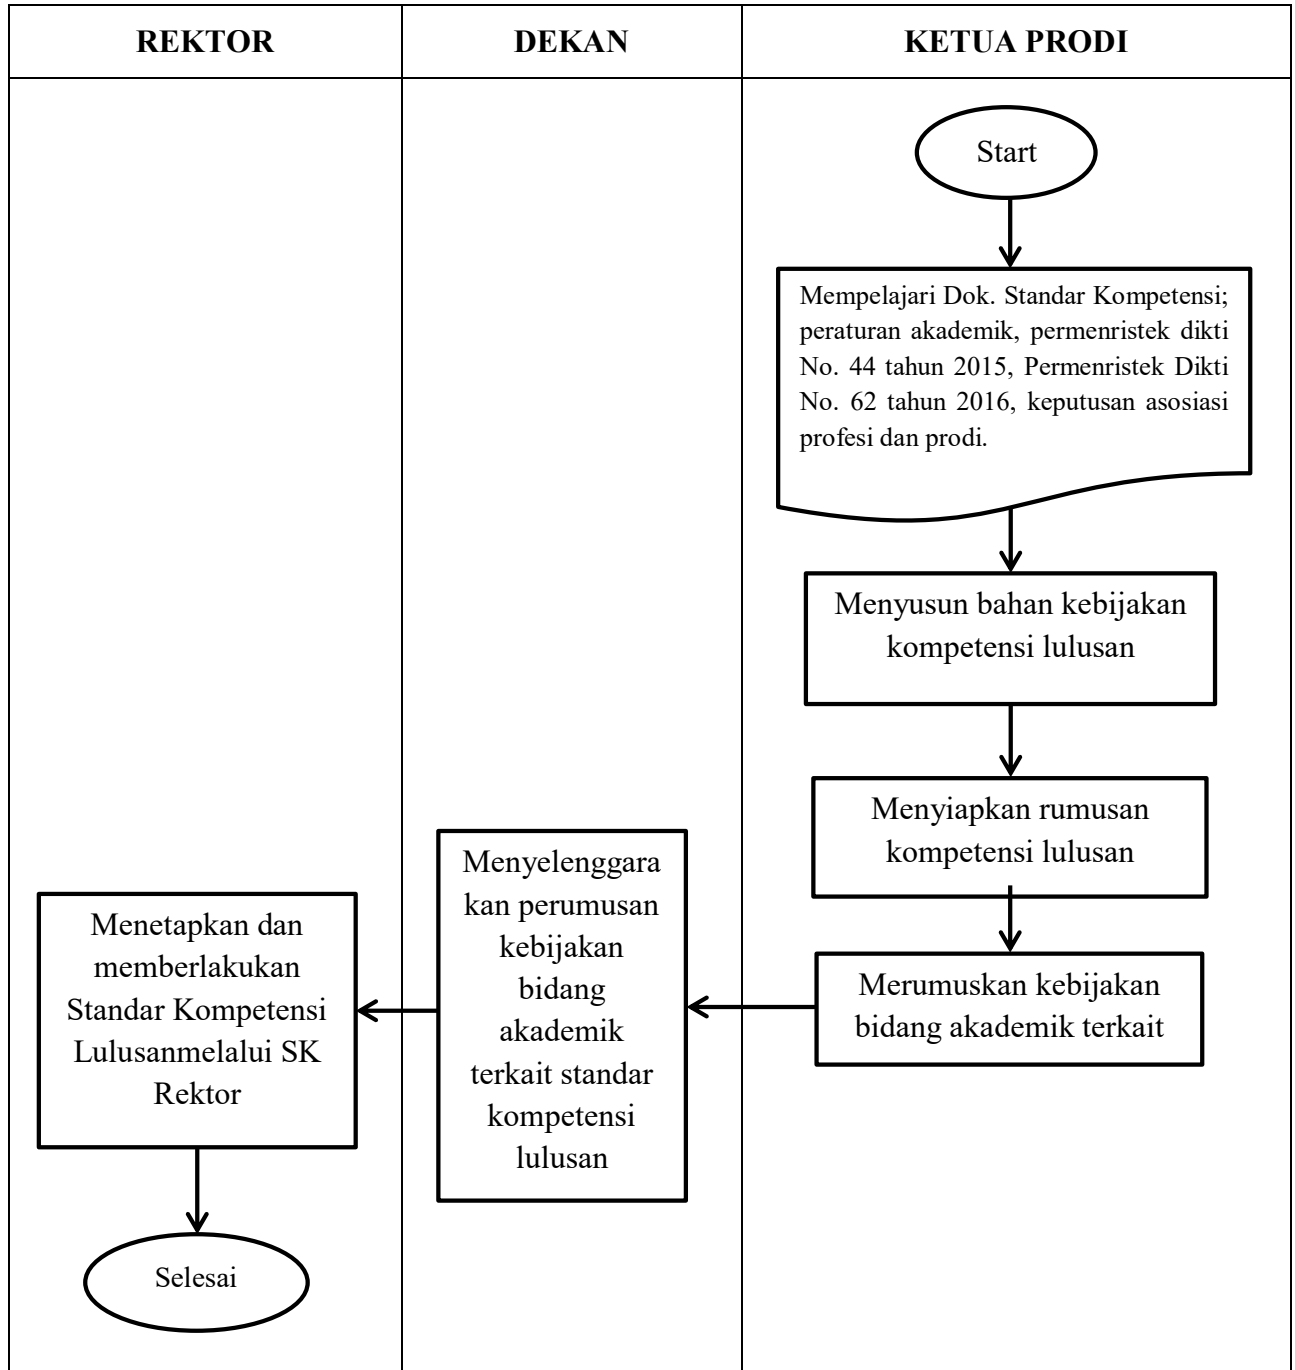 REKTOR
DEKAN
KETUA PRODI
Start
Mempelajari Dok. Standar Kompetensi;
peraturan akademik, permenristek dikti
No. 44 tahun 2015, Permenristek Dikti
No. 62 tahun 2016, keputusan asosiasi
profesi dan prodi.
Menyusun bahan kebijakan
kompetensi lulusan
Menyiapkan rumusan
kompetensi lulusan
Merumuskan kebijakan
bidang akademik terkait
Menyelenggara
kan perumusan
kebijakan
bidang
akademik
terkait standar
kompetensi
lulusan
Menetapkan dan
memberlakukan
Standar Kompetensi
Lulusanmelalui SK
Rektor
Selesai